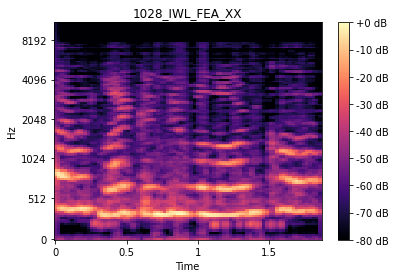 1028_IWL_FEA_XX
+0 dB
8192
-10 dB
4096
-20 dB
-30 dB
2048
Hz
-40 dB
1024
-50 dB
512
-60 dB
-70 dB
0
-80 dB
0
0.5
1
1.5
Time